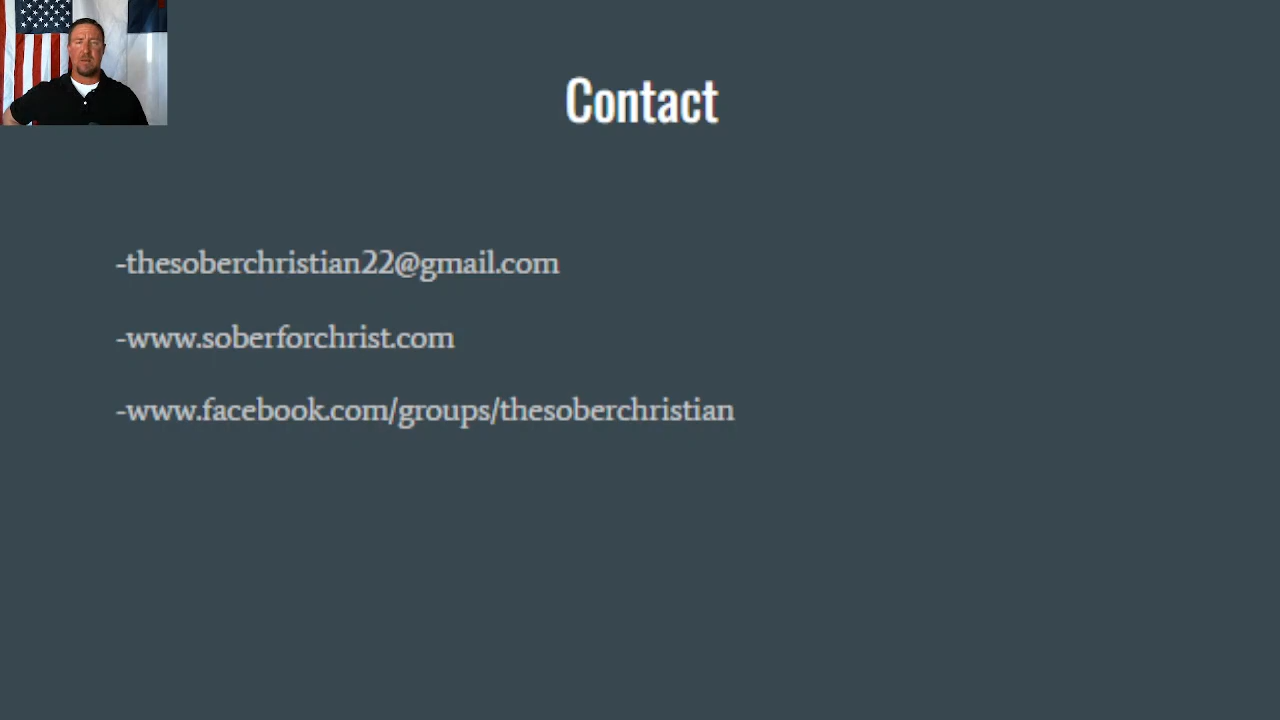 Contact
-thesoberchristian22@gmail.com
-www.soberforchrist.com
-www.facebook.com/groups/thesoberchristian